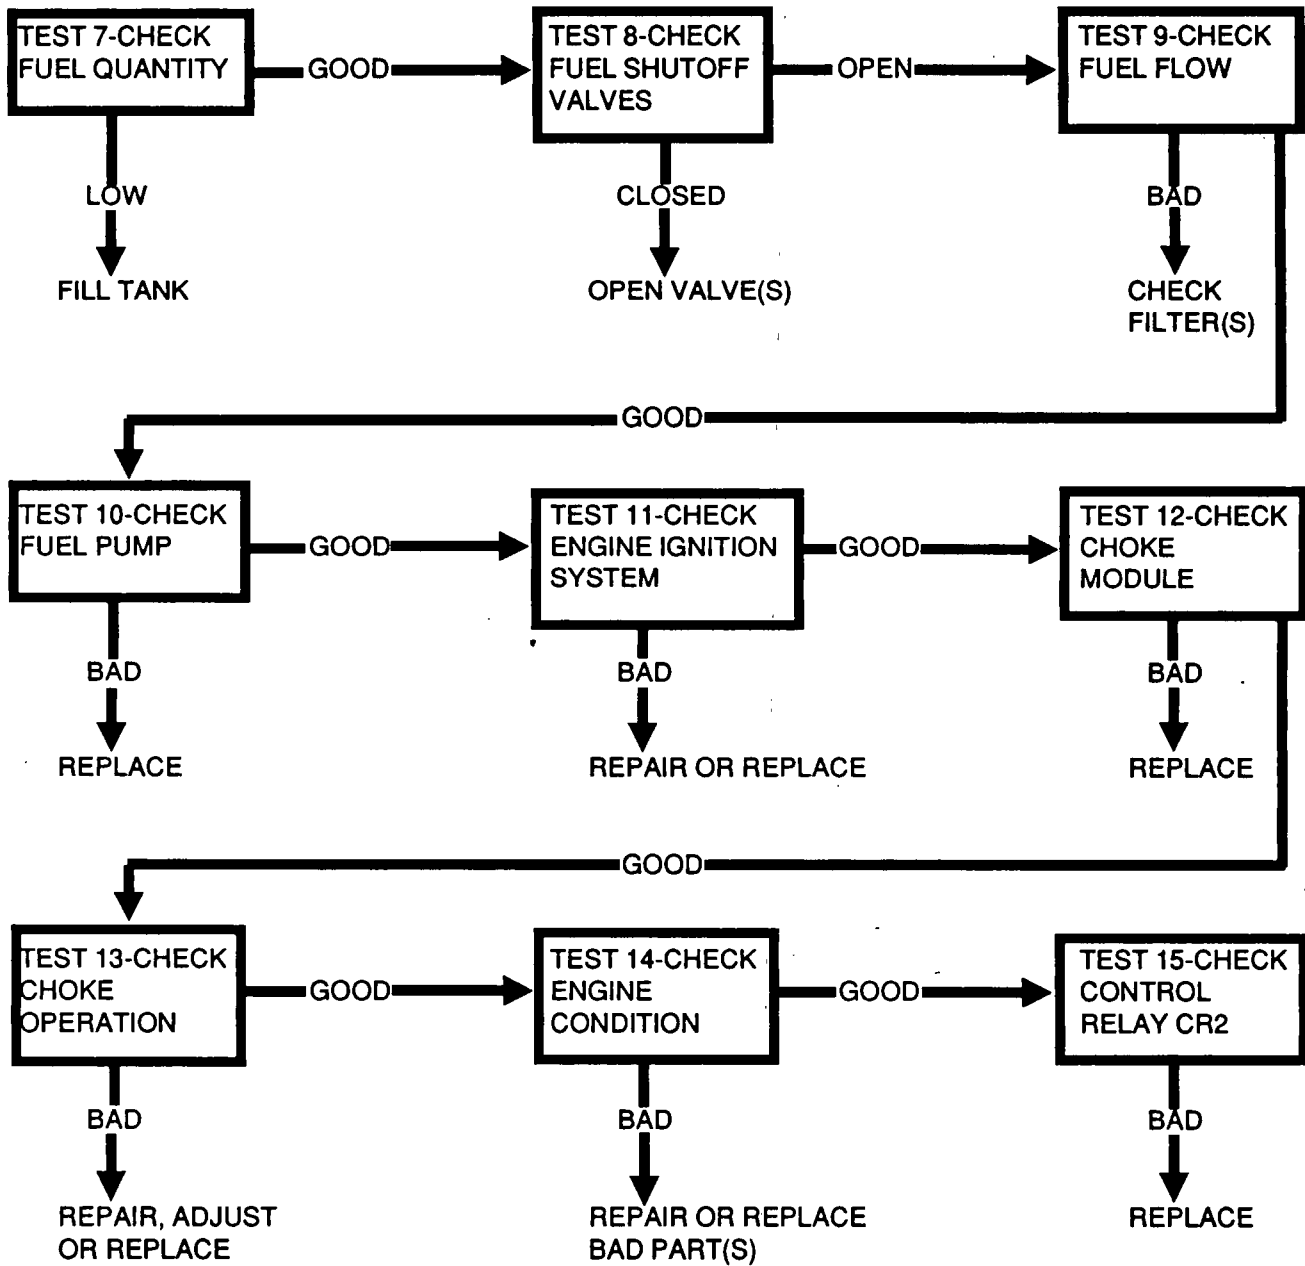 TEST 7-CHECK
FUEL QUANTITY
GOOD
TEST 8-CHECK
FUEL SHUTOFF
VALVES
OPEN
TEST 9-CHECK
FUEL FLOW
LOW
FILL TANK
CLOSED
OPEN VALVE(S)
BAD
CHECK
FILTER(S)
GOOD
TEST 10-CHECK
FUEL PUMP
GOOD
TEST 11-CHECK
ENGINE IGNITION
SYSTEM
GOOD
TEST 12-CHECK
CHOKE
MODULE
BAD
REPLACE
BAD
REPAIR OR REPLACE
BAD
REPLACE
GOOD
TEST 13-CHECK
CHOKE
OPERATION
GOOD
TEST 14-CHECK
ENGINE
CONDITION
GOOD
TEST 15-CHECK
CONTROL
RELAY CR2
BAD
REPAIR, ADJUST
OR REPLACE
BAD
REPAIR OR REPLACE
BAD PART(S)
BAD
REPLACE